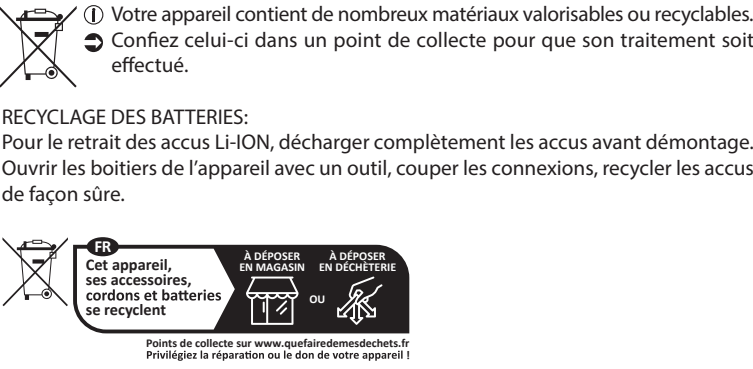 Votre appareil contient de nombreux matériaux valorisables ou recyclables.
Confiez celui-ci dans un point de collecte pour que son traitement soit
effectué.
RECYCLAGE DES BATTERIES:
Pour le retrait des accus Li-ION, décharger complètement les accus avant démontage.
Ouvrir les boitiers de l’appareil avec un outil, couper les connexions, recycler les accus
de façon sûre.
FR
Cet appareil,
ses accessoires,
cordons et batteries
se recyclent
À DÉPOSER
EN MAGASIN
OU
À DÉPOSER
EN DÉCHÈTERIE
Points de collecte sur www.quefairedemesdechets.fr
Privilégiez la réparation ou le don de votre appareil !